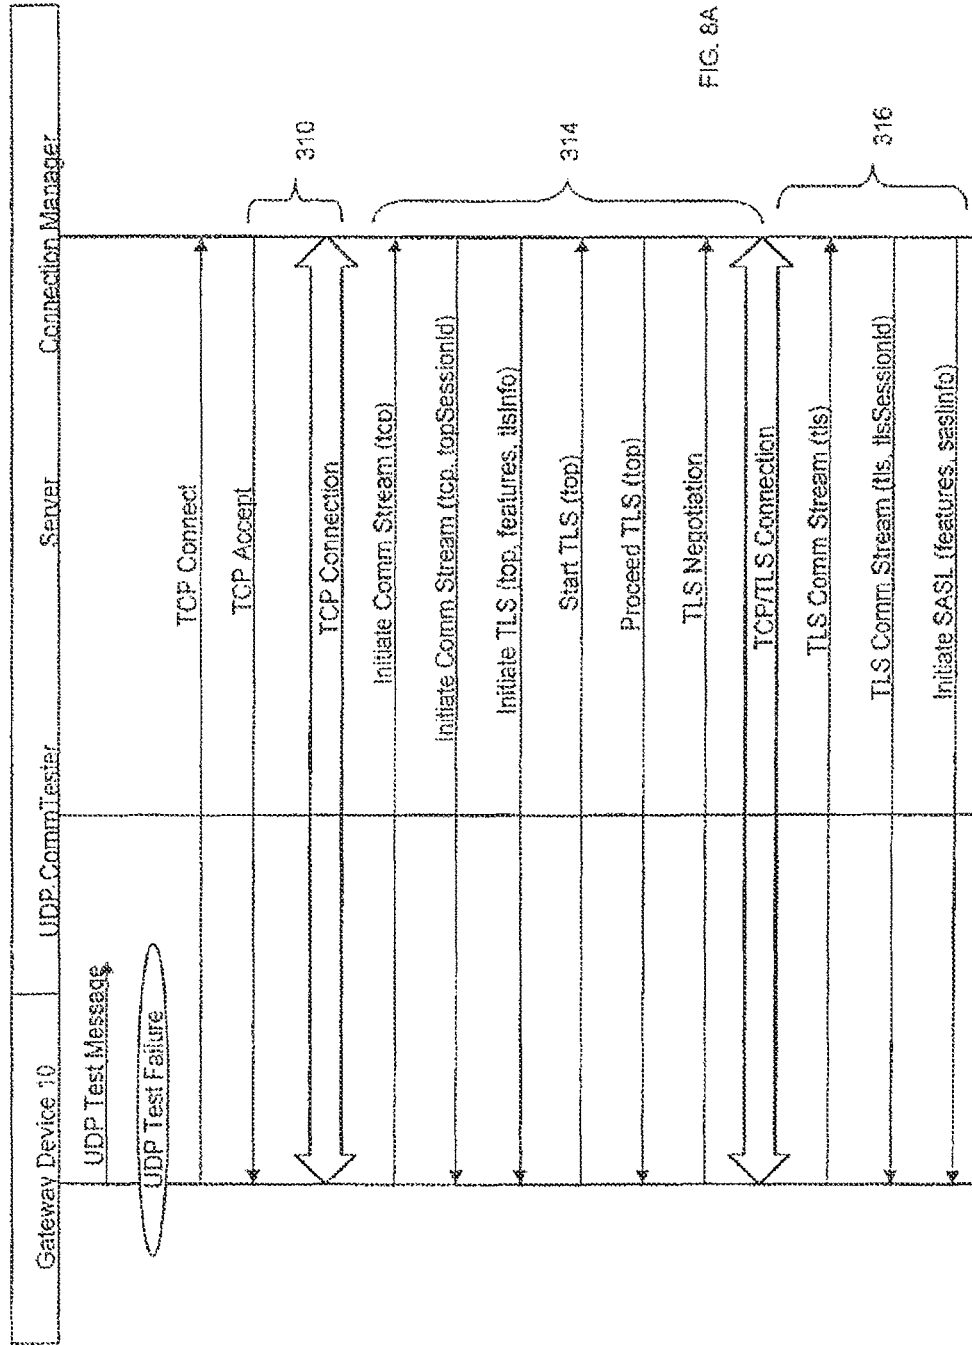 Gateway Device 10
UDP CommTester
Server
Connection Manager
UDP Test Message
UDP Test Failure
TCP Connect
TCP Accept
310
TCP Connection
Initiate Comm Stream (tcp)
Initiate Comm Stream (tcp, tcpSessionId)
Initiate TLS (tcp, features, tlsInfo)
314
Start TLS (tcp)
Proceed TLS (tcp)
TLS Negotiation
TCP/TLS Connection
TLS Comm Stream (tls)
TLS Comm Stream (tls, tlsSessionId)
316
Initiate SASL (features, saslInfo)
FIG. 8A